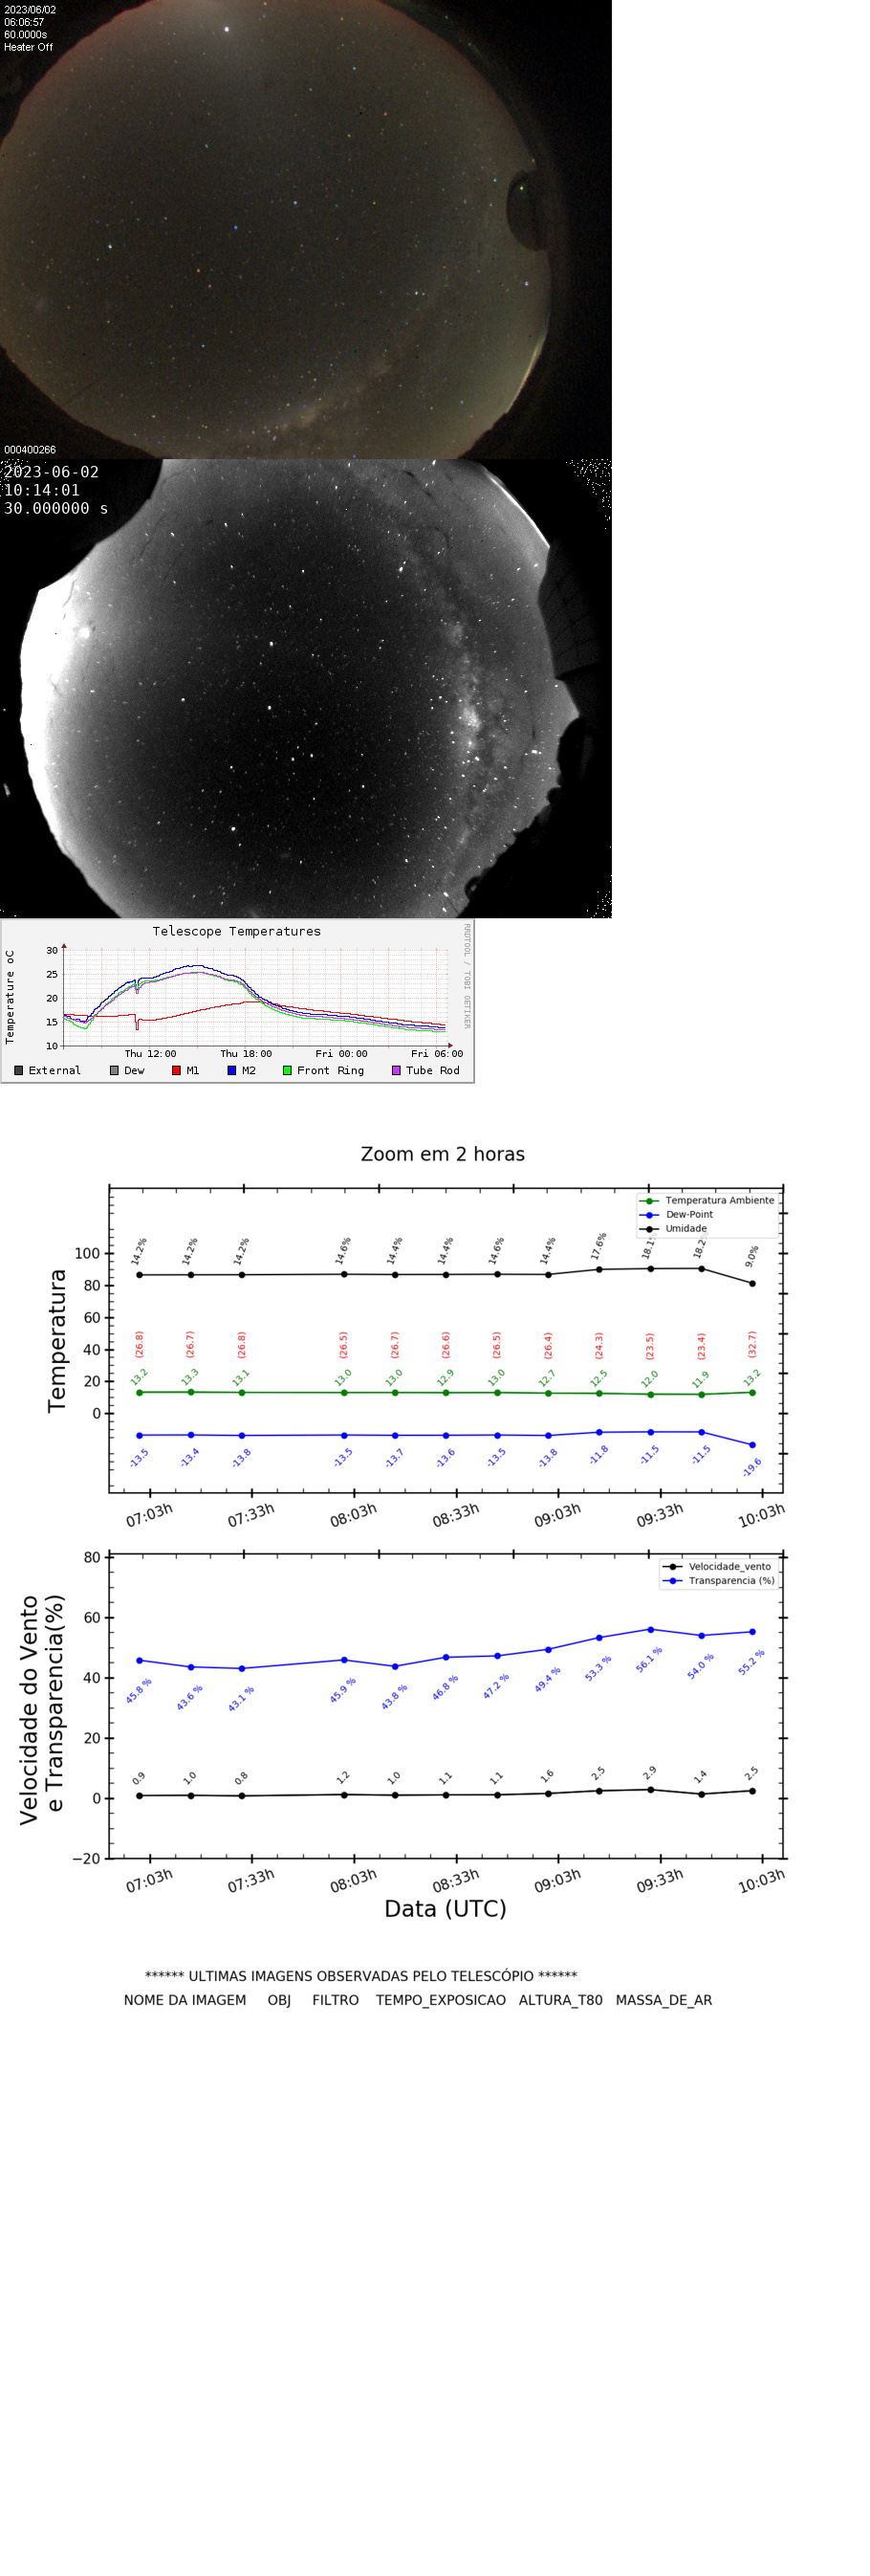 2023/06/02
06:06:57
60.0000s
Heater Off
000400266
2023-06-02
10:14:01
30.000000 s
Telescope Temperatures
RRDTOOL / TOBI OETIKER
Temperature oC
30
25
20
15
10
Thu 12:00 Thu 18:00 Fri 00:00 Fri 06:00
External Dew M1 M2 Front Ring Tube Rod
Zoom em 2 horas
Temperatura Ambiente
Dew-Point
Umidade
Temperatura
100
80
60
40
20
0
14.2% 14.2% 14.2% 14.6% 14.4% 14.4% 14.6% 14.4% 17.6% 18.1% 18.2% 9.0%
(26.8) (26.7) (26.8) (26.5) (26.7) (26.6) (26.5) (26.4) (24.3) (23.5) (23.4) (32.7)
13.2 13.3 13.1 13.0 13.0 12.9 13.0 12.7 12.5 12.0 11.9 13.2
-13.5 -13.4 -13.8 -13.5 -13.7 -13.6 -13.5 -13.8 -11.8 -11.5 -11.5 -19.6
07:03h 07:33h 08:03h 08:33h 09:03h 09:33h 10:03h
Velocidade_vento
Transparencia (%)
Velocidade do Vento
e Transparencia(%)
80
60
40
20
0
−20
45.8 % 43.6 % 43.1 % 45.9 % 43.8 % 46.8 % 47.2 % 49.4 % 53.3 % 56.1 % 54.0 % 55.2 %
0.9 1.0 0.8 1.2 1.0 1.1 1.1 1.6 2.5 2.9 1.4 2.5
07:03h 07:33h 08:03h 08:33h 09:03h 09:33h 10:03h
Data (UTC)
****** ULTIMAS IMAGENS OBSERVADAS PELO TELESCÓPIO ******
NOME DA IMAGEM OBJ FILTRO TEMPO_EXPOSICAO ALTURA_T80 MASSA_DE_AR